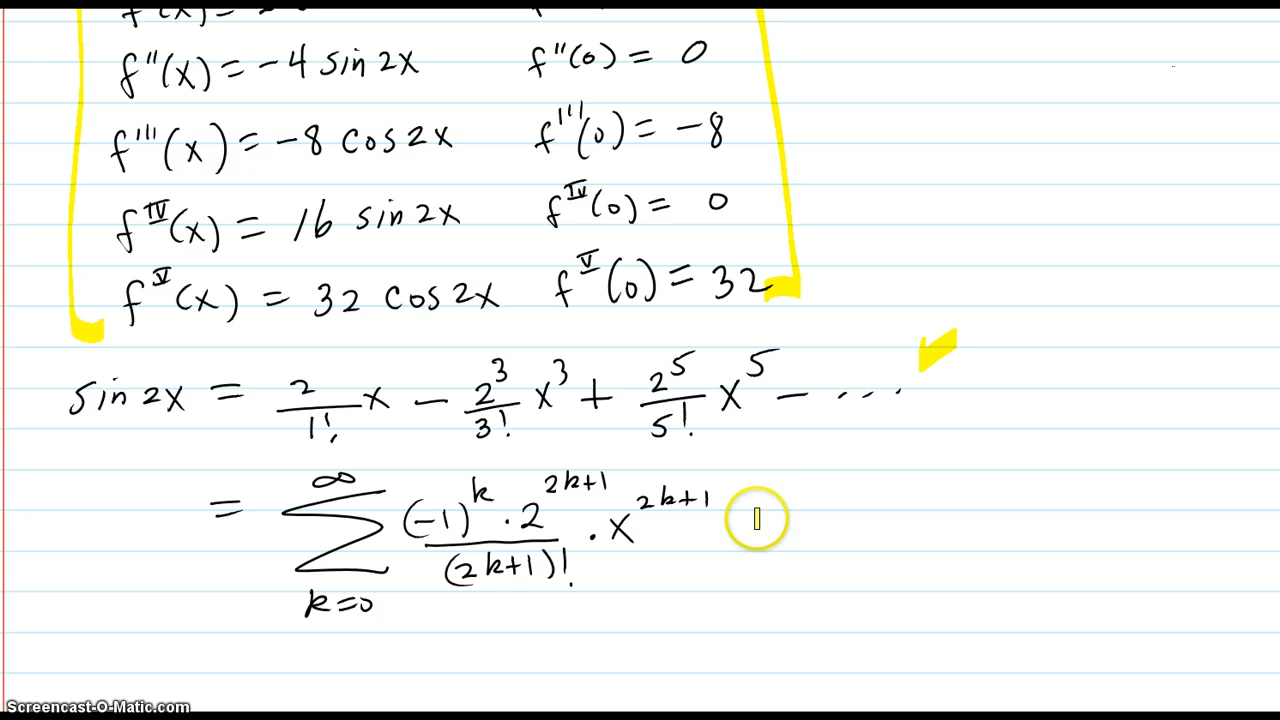 f''(x) = -4 sin 2x f''(0) = 0
f'''(x) = -8 cos 2x f'''(0) = -8
f^IV(x) = 16 sin 2x f^IV(0) = 0
f^V(x) = 32 cos 2x f^V(0) = 32
sin 2x = 2/1! x - 2^3/3! x^3 + 2^5/5! x^5 - ...
= ∑_{k=0}^{∞} (-1)^k · 2^{2k+1}/(2k+1)! · x^{2k+1}
Screencast-O-Matic.com